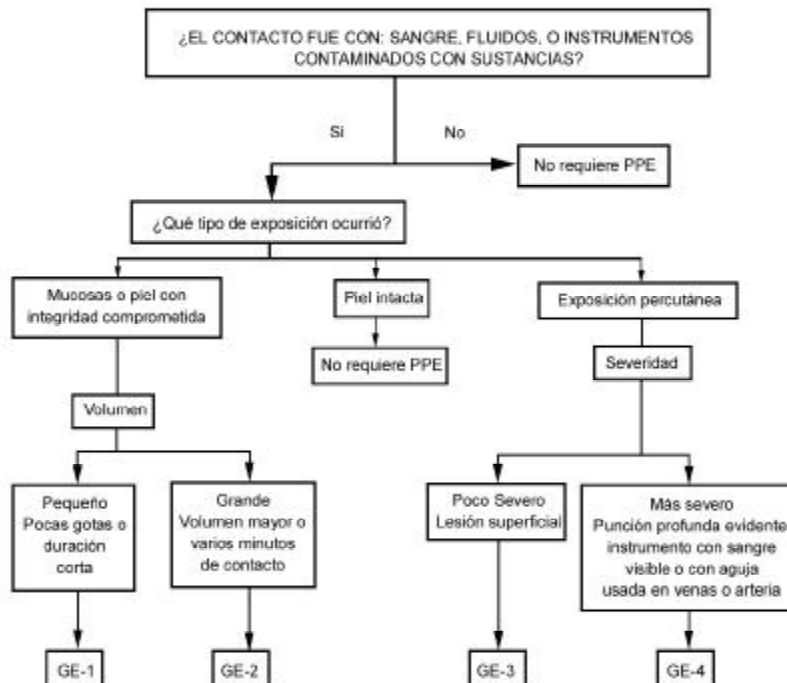 ¿EL CONTACTO FUE CON: SANGRE, FLUIDOS, O INSTRUMENTOS
CONTAMINADOS CON SUSTANCIAS?
Si
No
No requiere PPE
¿Qué tipo de exposición ocurrió?
Mucosas o piel con
integridad comprometida
Piel intacta
Exposición percutánea
No requiere PPE
Severidad
Volumen
Pequeño
Pocas gotas o
duración
corta
Grande
Volumen mayor o
varios minutos
de contacto
Poco Severo
Lesión superficial
Más severo
Punción profunda evidente
instrumento con sangre
visible o con aguja
usada en venas o arteria
GE-1
GE-2
GE-3
GE-4